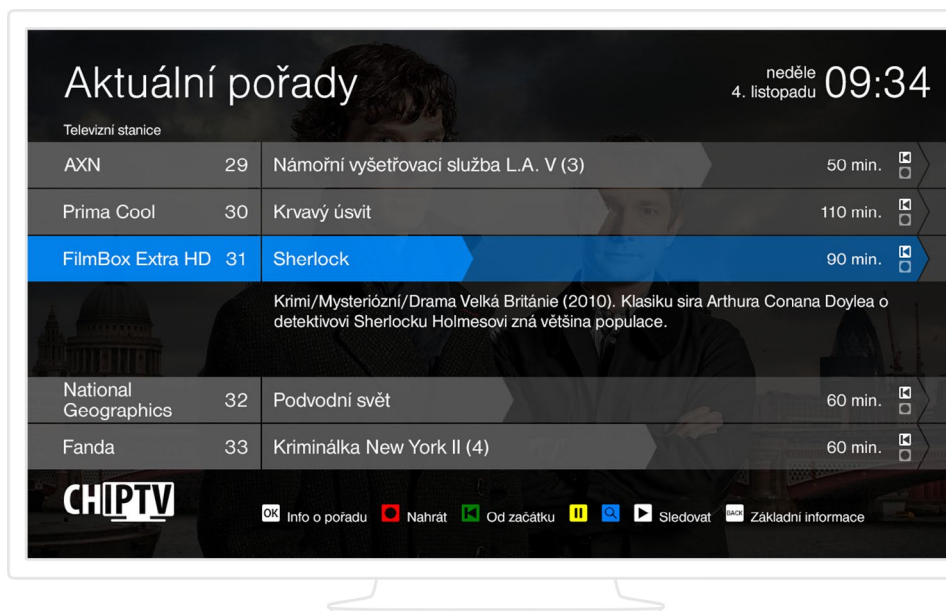 Aktuální pořady
neděle
4. listopadu 09:34
Televizní stanice
AXN 29 Námořní vyšetřovací služba L.A. V (3) 50 min.
Prima Cool 30 Krvavý úsvit 110 min.
FilmBox Extra HD 31 Sherlock 90 min.
Krimi/Mysteriózní/Drama Velká Británie (2010). Klasiku sira Arthura Conana Doylea o
detektivovi Sherlocku Holmesovi zná většina populace.
National
Geographics 32 Podvodní svět 60 min.
Fanda 33 Kriminálka New York II (4) 60 min.
CHIPTV
OK Info o pořadu Nahrát Od začátku Sledovat BACK Základní informace